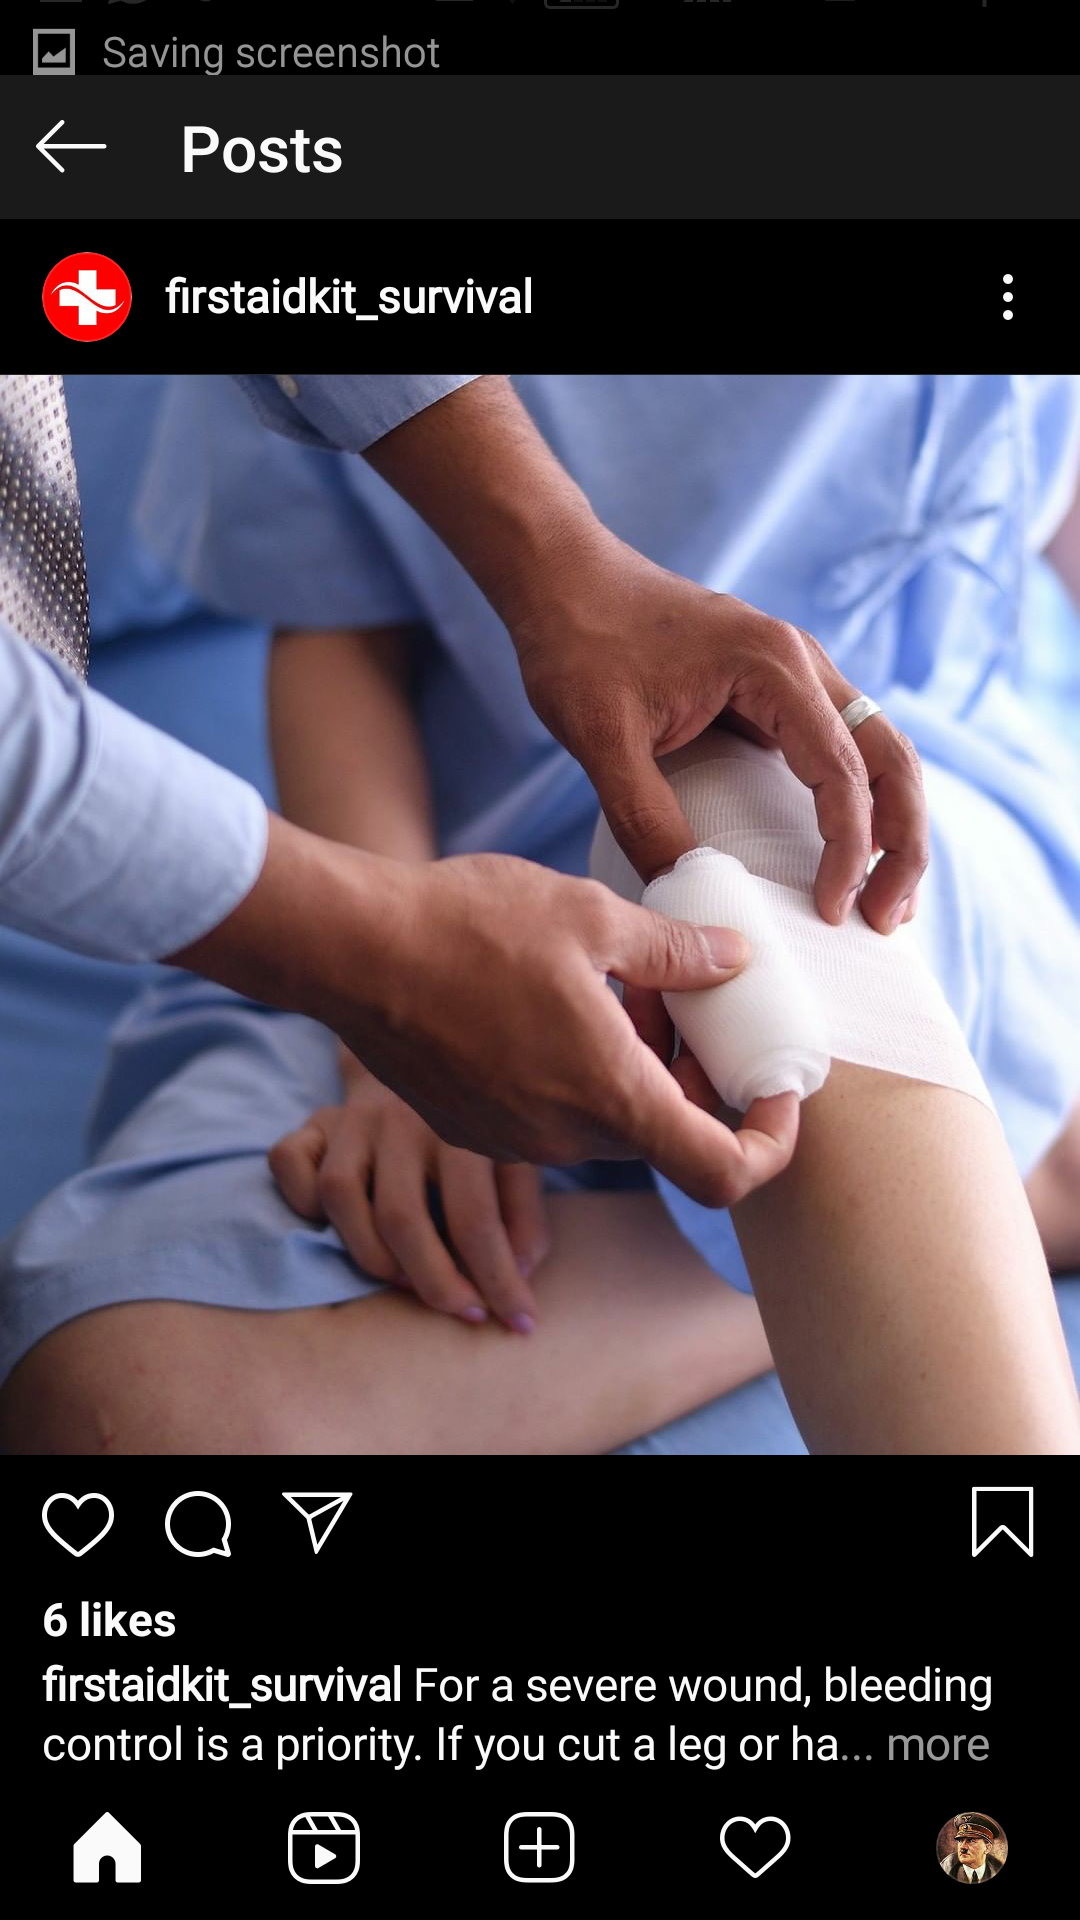 Saving screenshot
Posts
firstaidkit_survival
6 likes
firstaidkit_survival For a severe wound, bleeding
control is a priority. If you cut a leg or ha... more